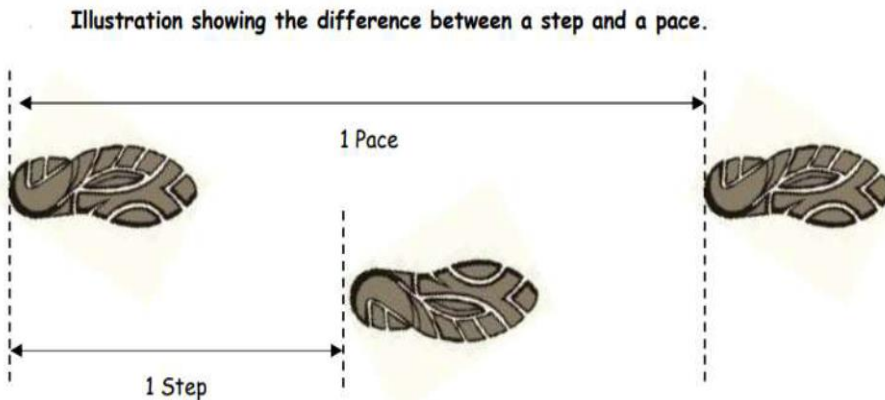 Illustration showing the difference between a step and a pace.
1 Pace
1 Step